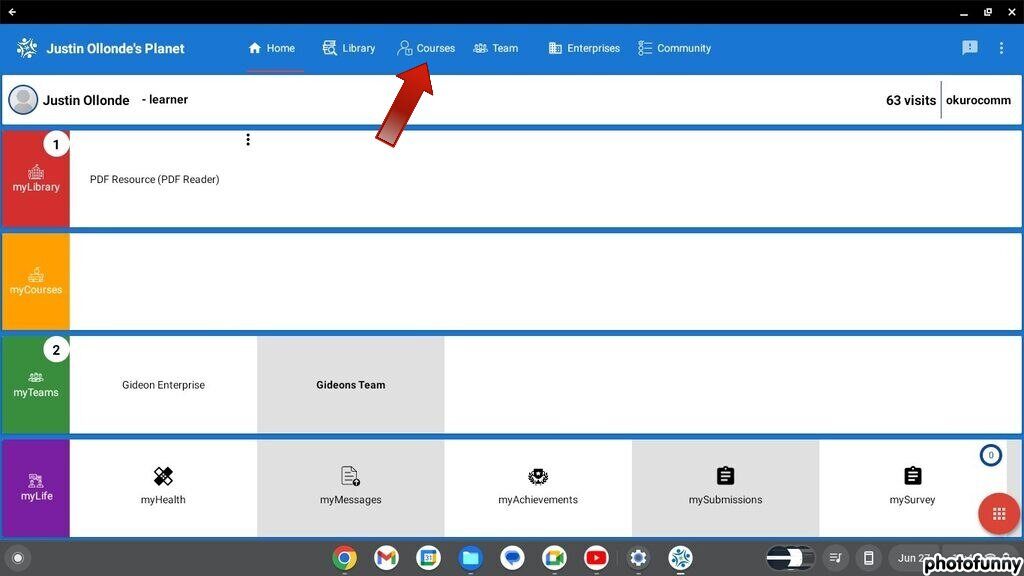 Justin Ollonde's Planet
Home
Library
Courses
Team
Enterprises
Community
Justin Ollonde - learner
63 visits
okurocomm
1
myLibrary
PDF Resource (PDF Reader)
myCourses
2
myTeams
Gideon Enterprise
Gideons Team
myLife
myHealth
myMessages
myAchievements
mySubmissions
mySurvey
0
31
Jun 27
photofunny